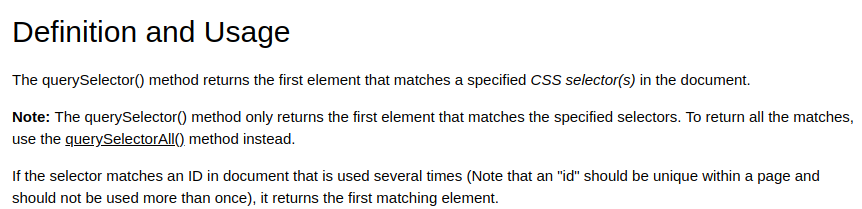 Definition and Usage
The querySelector() method returns the first element that matches a specified CSS selector(s) in the document.
Note: The querySelector() method only returns the first element that matches the specified selectors. To return all the matches,
use the querySelectorAll() method instead.
If the selector matches an ID in document that is used several times (Note that an "id" should be unique within a page and
should not be used more than once), it returns the first matching element.